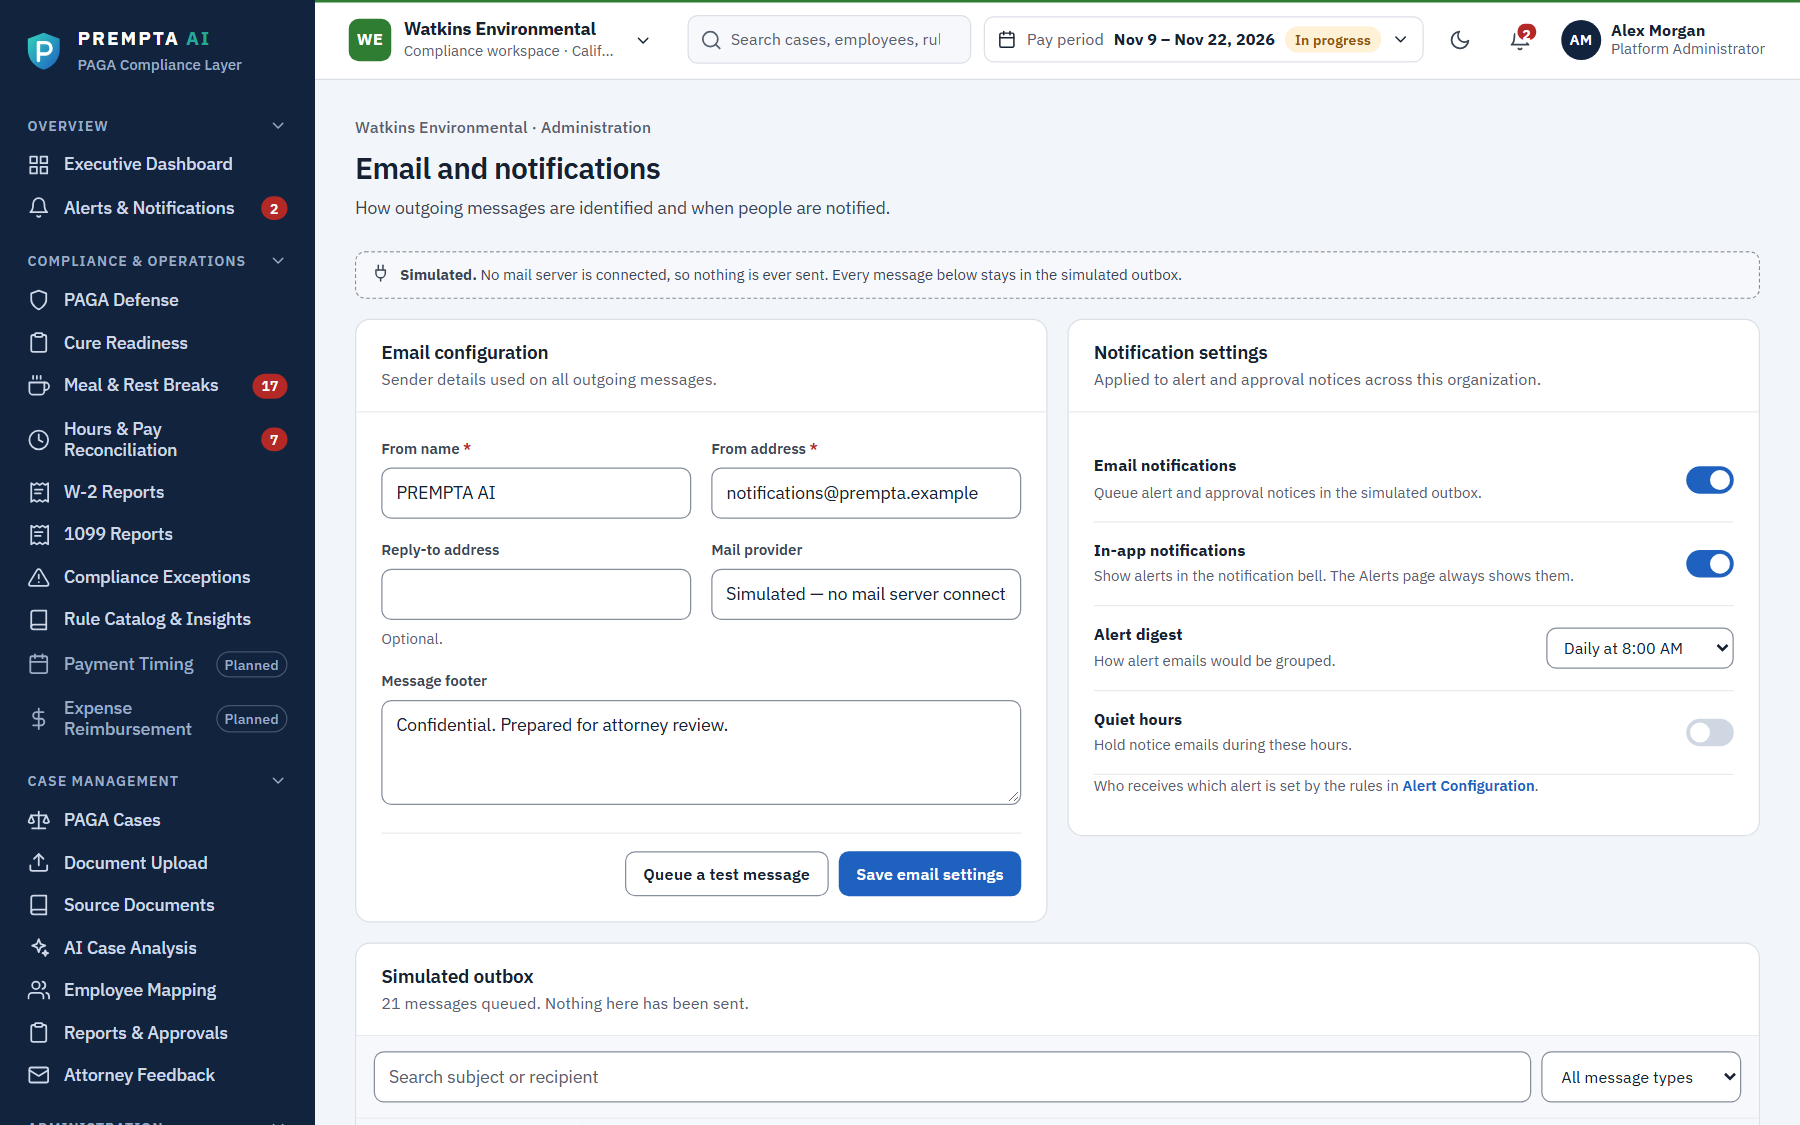 PREMPTA AI
PAGA Compliance Layer
OVERVIEW
Executive Dashboard
Alerts & Notifications 2
COMPLIANCE & OPERATIONS
PAGA Defense
Cure Readiness
Meal & Rest Breaks 17
Hours & Pay
Reconciliation 7
W-2 Reports
1099 Reports
Compliance Exceptions
Rule Catalog & Insights
Payment Timing Planned
Expense
Reimbursement Planned
CASE MANAGEMENT
PAGA Cases
Document Upload
Source Documents
AI Case Analysis
Employee Mapping
Reports & Approvals
Attorney Feedback
ADMINISTRATION
WE
Watkins Environmental
Compliance workspace · Calif...
Search cases, employees, rul
Pay period Nov 9 – Nov 22, 2026 In progress
2
AM
Alex Morgan
Platform Administrator
Watkins Environmental · Administration
Email and notifications
How outgoing messages are identified and when people are notified.
Simulated. No mail server is connected, so nothing is ever sent. Every message below stays in the simulated outbox.
Email configuration
Sender details used on all outgoing messages.
From name *
PREMPTA AI
From address *
notifications@prempta.example
Reply-to address
Optional.
Mail provider
Simulated — no mail server connect
Message footer
Confidential. Prepared for attorney review.
Queue a test message
Save email settings
Notification settings
Applied to alert and approval notices across this organization.
Email notifications
Queue alert and approval notices in the simulated outbox.
In-app notifications
Show alerts in the notification bell. The Alerts page always shows them.
Alert digest
How alert emails would be grouped.
Daily at 8:00 AM
Quiet hours
Hold notice emails during these hours.
Who receives which alert is set by the rules in Alert Configuration.
Simulated outbox
21 messages queued. Nothing here has been sent.
Search subject or recipient
All message types